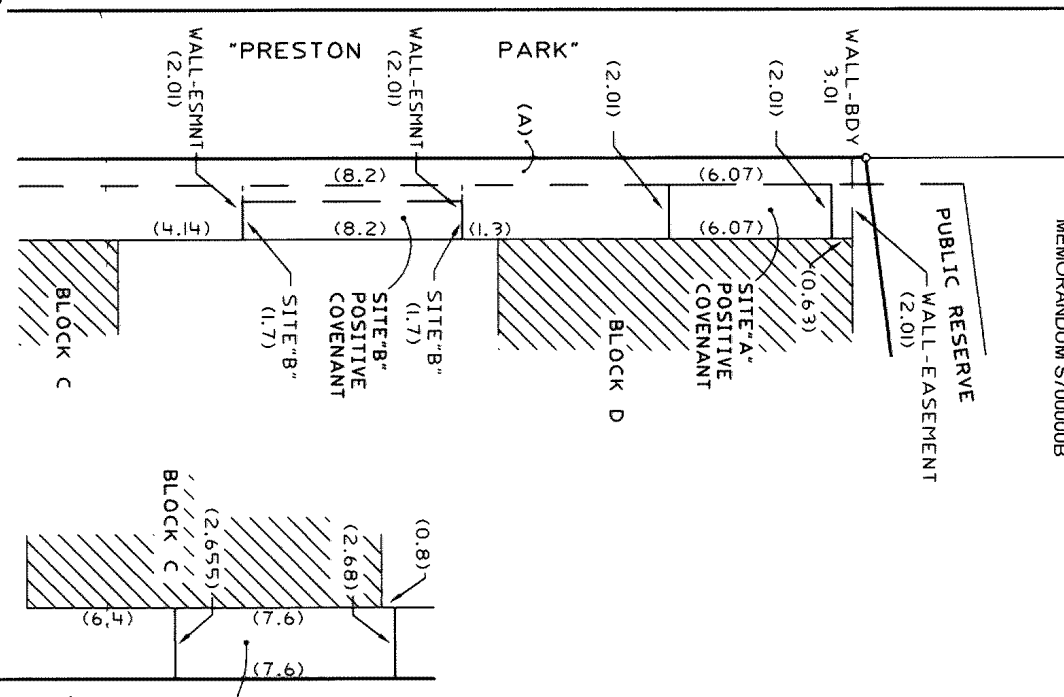 "PRESTON PARK"
WALL-ESMNT
(2.01)
WALL-ESMNT
(2.01)
(A)
(2.01)
(2.01)
WALL-BDY
3.01
(8.2)
(6.07)
(4.14)
(8.2)
(1.3)
(6.07)
(0.63)
PUBLIC RESERVE
WALL-EASEMENT
(2.01)
BLOCK C
SITE"B"
(1.7)
SITE"B"
POSITIVE
COVENANT
SITE"B"
(1.7)
BLOCK D
SITE"A"
POSITIVE
COVENANT
MEMORANDUM S700000B
BLOCK C
(2.655)
(2.68)
(0.8)
(6.4)
(7.6)
(7.6)